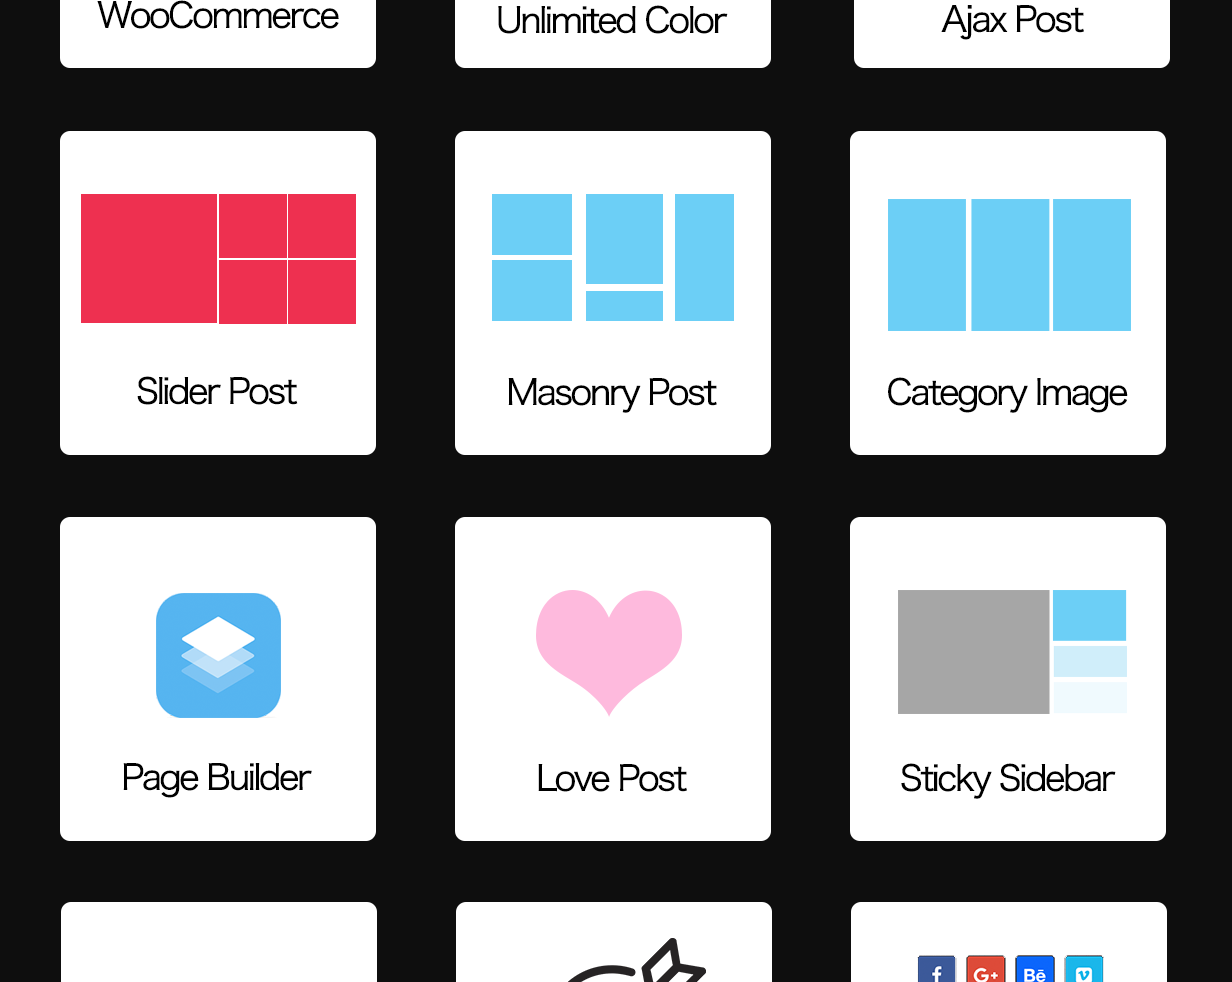 WooCommerce
Unlimited Color
Ajax Post
Slider Post
Masonry Post
Category Image
Page Builder
Love Post
Sticky Sidebar
f
G+
Bē